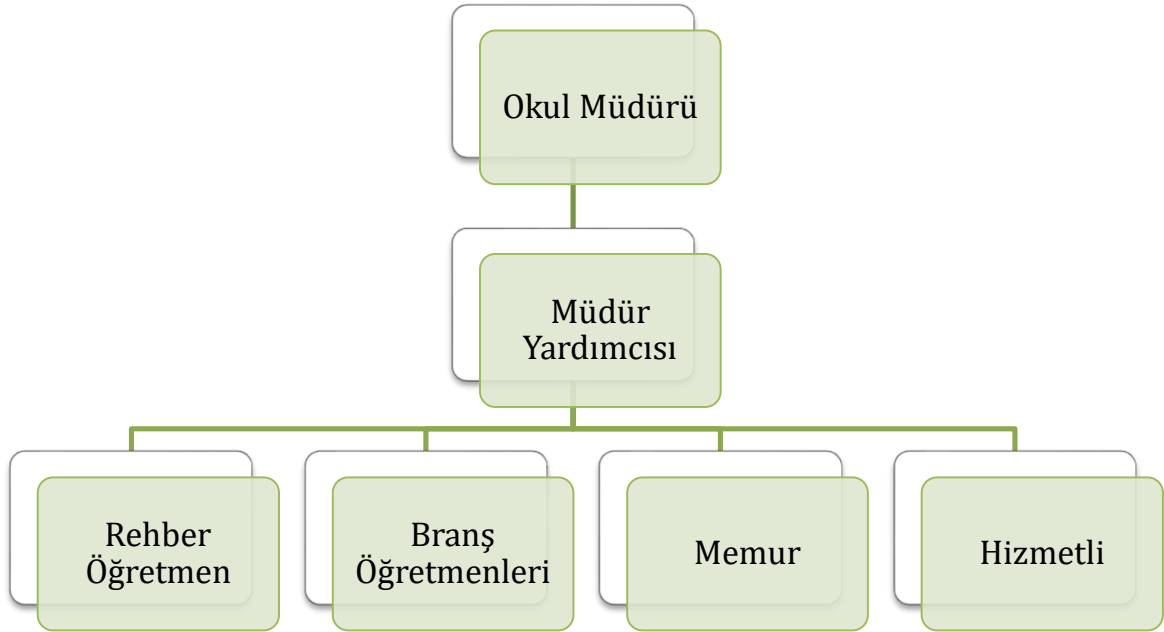 Okul Müdürü
Müdür
Yardımcısı
Rehber
Öğretmen
Branş
Öğretmenleri
Memur
Hizmetli